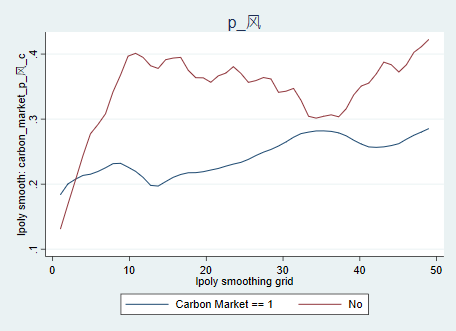 p_风
lpoly smooth: carbon_market_p_风_c
.4
.3
.2
.1
0 10 20 30 40 50
lpoly smoothing grid
Carbon Market == 1 No